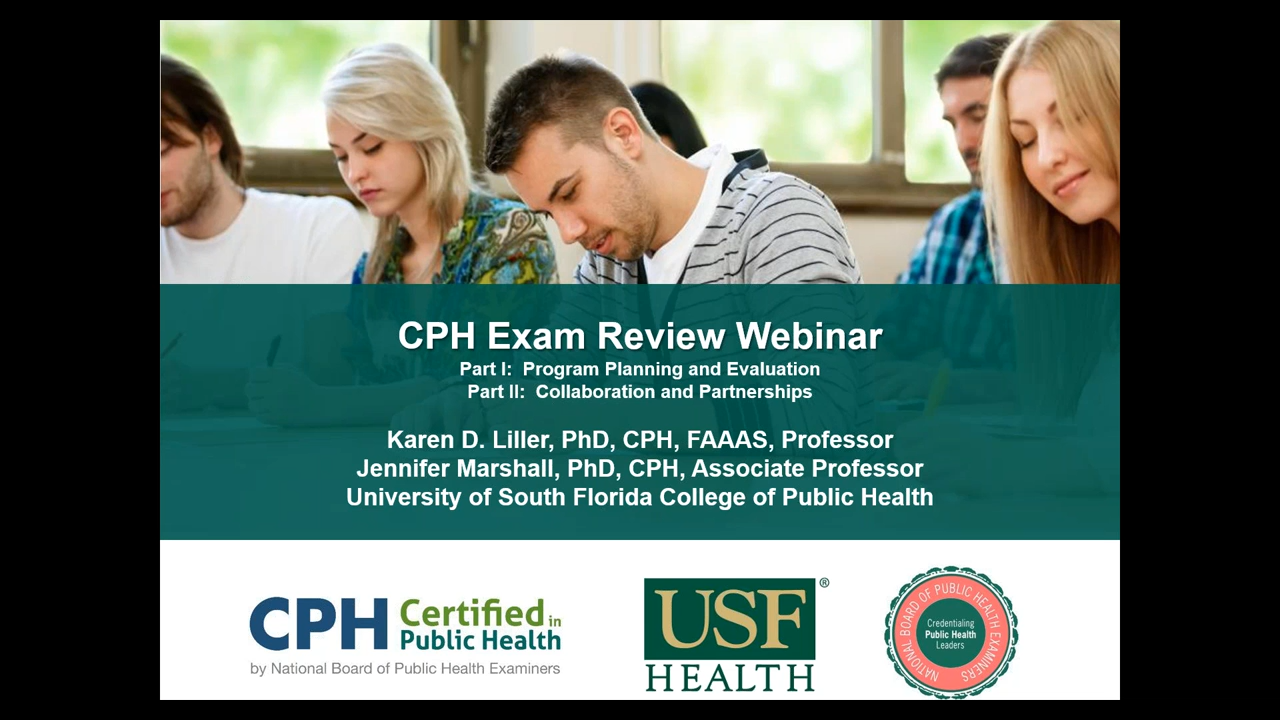 CPH Exam Review Webinar
Part I: Program Planning and Evaluation
Part II: Collaboration and Partnerships
Karen D. Liller, PhD, CPH, FAAAS, Professor
Jennifer Marshall, PhD, CPH, Associate Professor
University of South Florida College of Public Health
CPH Certified in
Public Health
by National Board of Public Health Examiners
USF®
HEALTH
NATIONAL BOARD OF PUBLIC HEALTH EXAMINERS
Credentialing
Public Health
Leaders